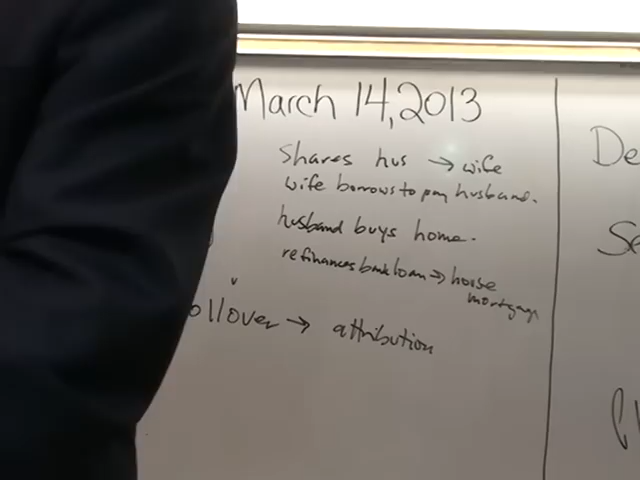 March 14, 2013
Shares hus → wife
wife borrows to pay husband.
husband buys home.
refinances bank loan → house
mortgage
ollover → attribution
De
Se